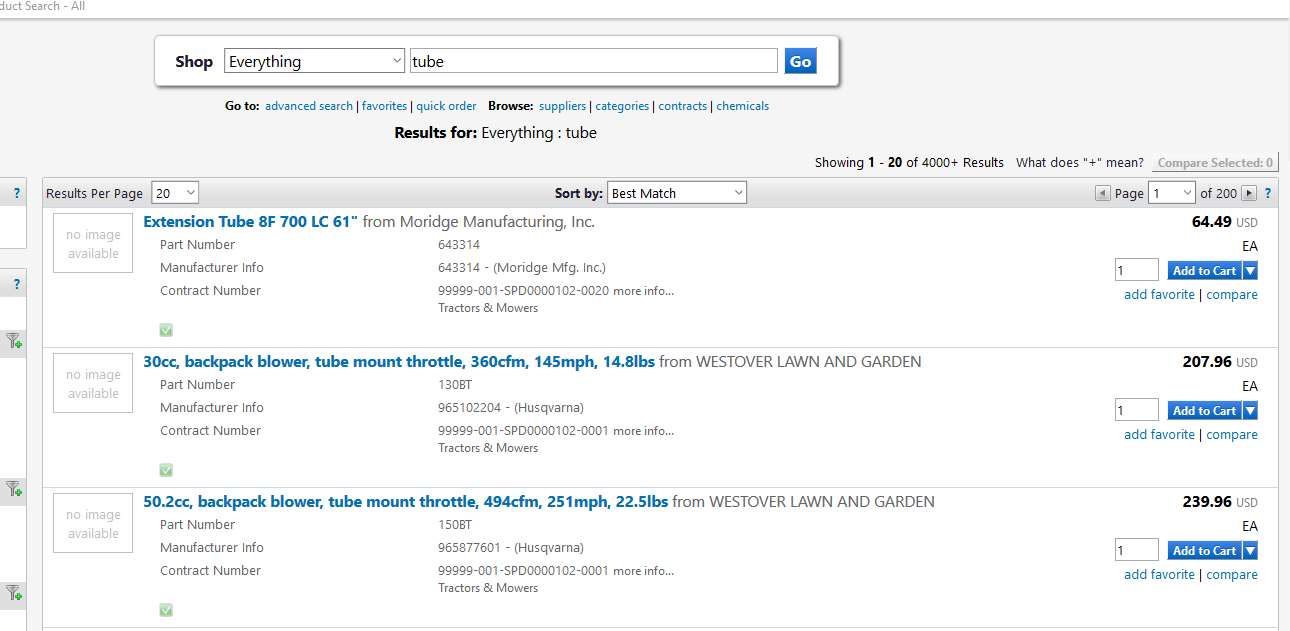 duct Search - All
Shop Everything tube Go
Go to: advanced search | favorites | quick order Browse: suppliers | categories | contracts | chemicals
Results for: Everything : tube
Showing 1 - 20 of 4000+ Results What does "+" mean? Compare Selected: 0
?
Results Per Page 20 Sort by: Best Match Page 1 of 200 ?
Extension Tube 8F 700 LC 61" from Moridge Manufacturing, Inc. 64.49 USD
no image available
Part Number 643314 EA
Manufacturer Info 643314 - (Moridge Mfg. Inc.) 1 Add to Cart
?
Contract Number 99999-001-SPD0000102-0020 more info... add favorite | compare
Tractors & Mowers
30cc, backpack blower, tube mount throttle, 360cfm, 145mph, 14.8lbs from WESTOVER LAWN AND GARDEN 207.96 USD
no image available
Part Number 130BT EA
Manufacturer Info 965102204 - (Husqvarna) 1 Add to Cart
Contract Number 99999-001-SPD0000102-0001 more info... add favorite | compare
Tractors & Mowers
50.2cc, backpack blower, tube mount throttle, 494cfm, 251mph, 22.5lbs from WESTOVER LAWN AND GARDEN 239.96 USD
no image available
Part Number 150BT EA
Manufacturer Info 965877601 - (Husqvarna) 1 Add to Cart
Contract Number 99999-001-SPD0000102-0001 more info... add favorite | compare
Tractors & Mowers